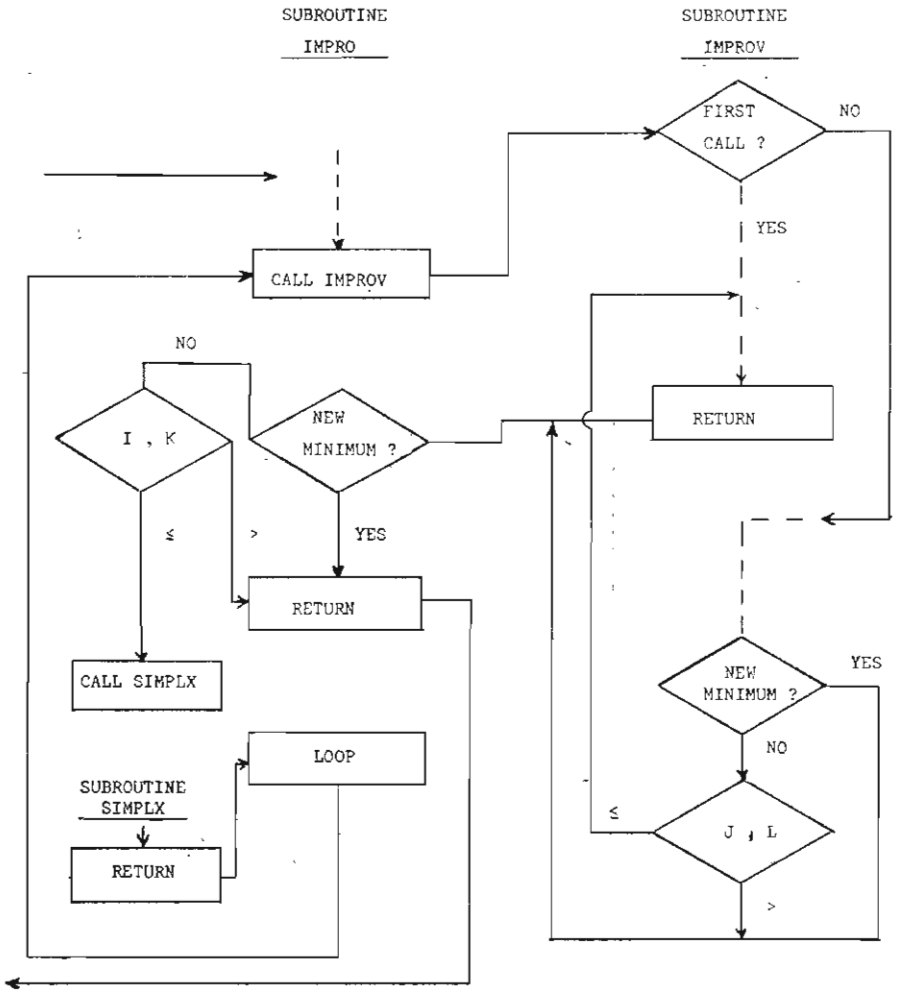 SUBROUTINE
IMPRO
SUBROUTINE
IMPROV
FIRST
CALL ?
NO
YES
CALL IMPROV
NO
I , K
NEW
MINIMUM ?
RETURN
≤
>
YES
RETURN
CALL SIMPLX
NEW
MINIMUM ?
YES
NO
LOOP
SUBROUTINE
SIMPLX
RETURN
≤
J , L
>